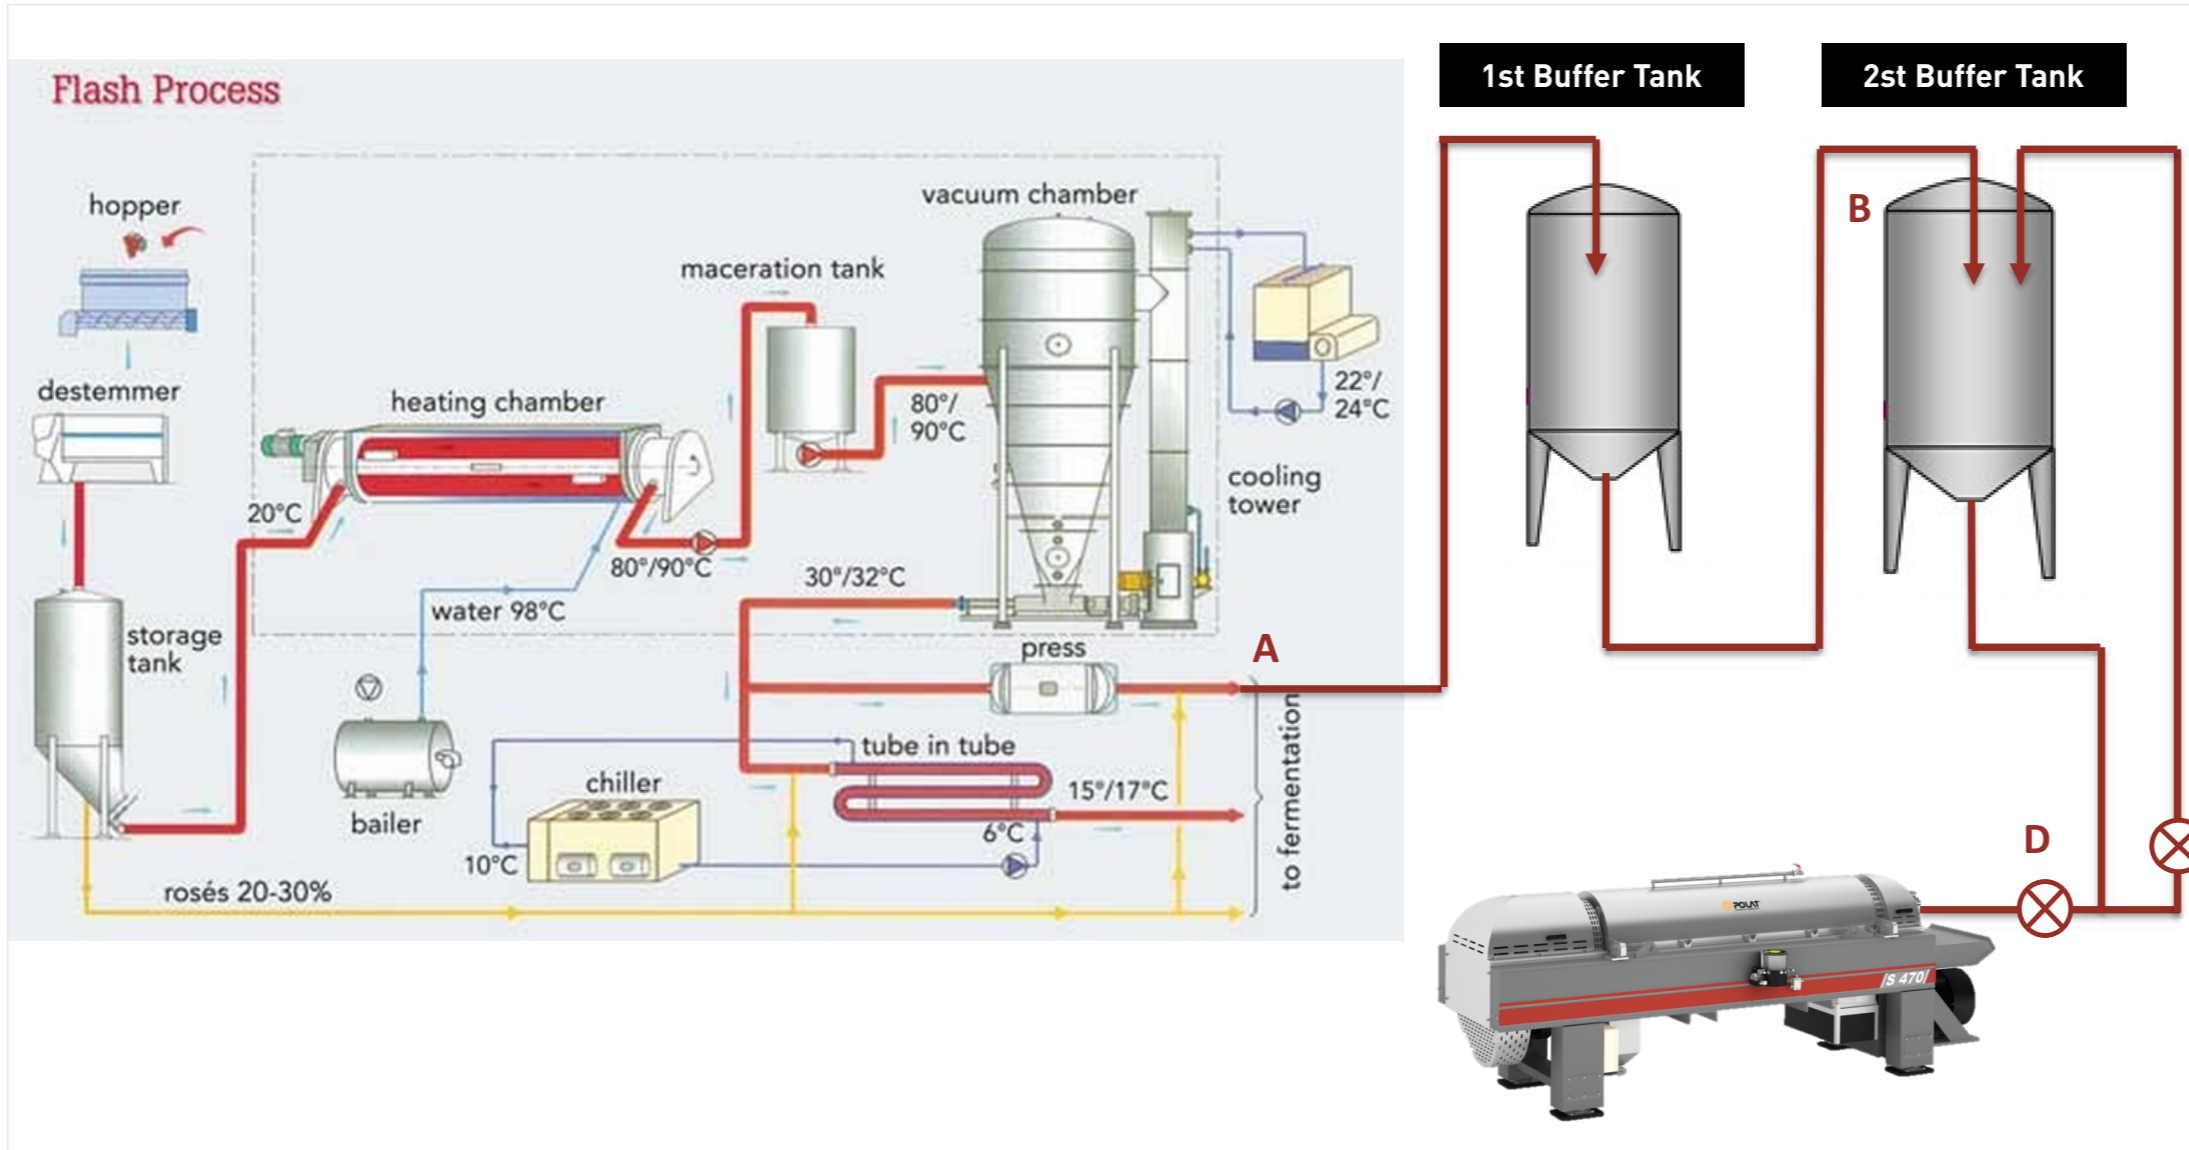 Flash Process
1st Buffer Tank
2st Buffer Tank
hopper
vacuum chamber
B
maceration tank
destemmer
heating chamber
80°/
90°C
22°/
24°C
cooling
tower
20°C
80°/90°C
30°/32°C
water 98°C
storage
tank
press
A
tube in tube
chiller
15°/17°C
bailer
6°C
10°C
to fermentation
D
rosés 20-30%
POLAT
S 470